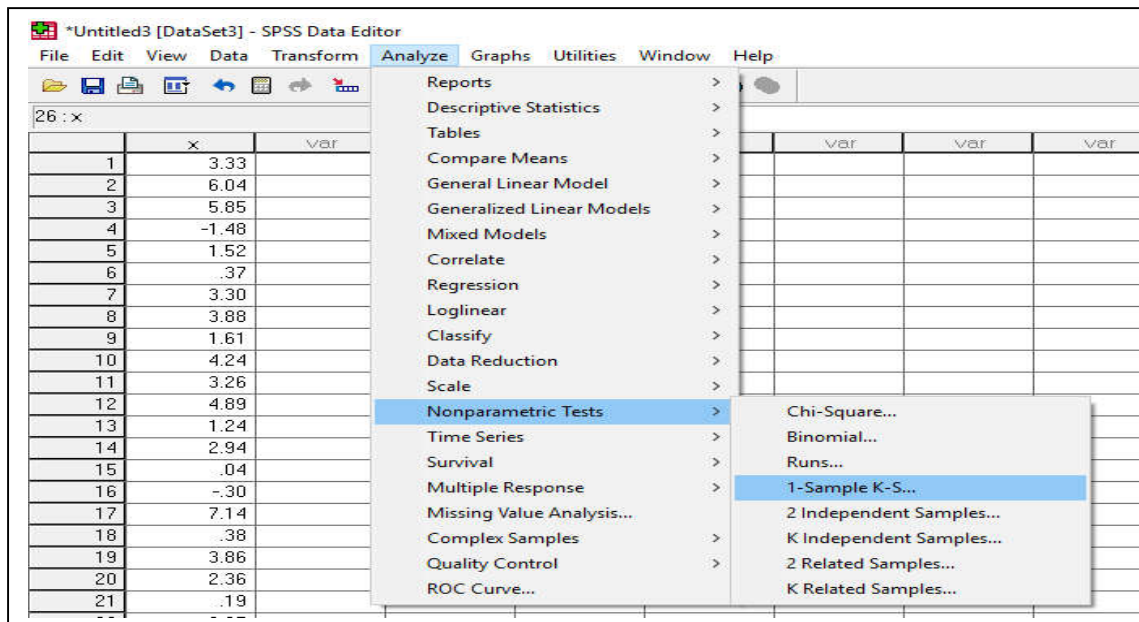 *Untitled3 [DataSet3] - SPSS Data Editor
File Edit View Data Transform Analyze Graphs Utilities Window Help
26 : x
x var var var var
1 3.33
2 6.04
3 5.85
4 -1.48
5 1.52
6 .37
7 3.30
8 3.88
9 1.61
10 4.24
11 3.26
12 4.89
13 1.24
14 2.94
15 .04
16 -.30
17 7.14
18 .38
19 3.86
20 2.36
21 .19
Reports >
Descriptive Statistics >
Tables >
Compare Means >
General Linear Model >
Generalized Linear Models >
Mixed Models >
Correlate >
Regression >
Loglinear >
Classify >
Data Reduction >
Scale >
Nonparametric Tests >
Time Series >
Survival >
Multiple Response >
Missing Value Analysis...
Complex Samples >
Quality Control >
ROC Curve...
Chi-Square...
Binomial...
Runs...
1-Sample K-S...
2 Independent Samples...
K Independent Samples...
2 Related Samples...
K Related Samples...